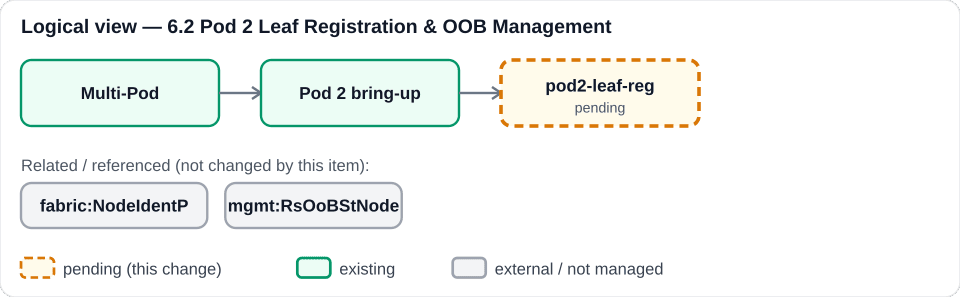 Logical view — 6.2 Pod 2 Leaf Registration & OOB Management
Multi-Pod
Pod 2 bring-up
pod2-leaf-reg
pending
Related / referenced (not changed by this item):
fabric:NodeIdentP
mgmt:RsOoBStNode
pending (this change)
existing
external / not managed